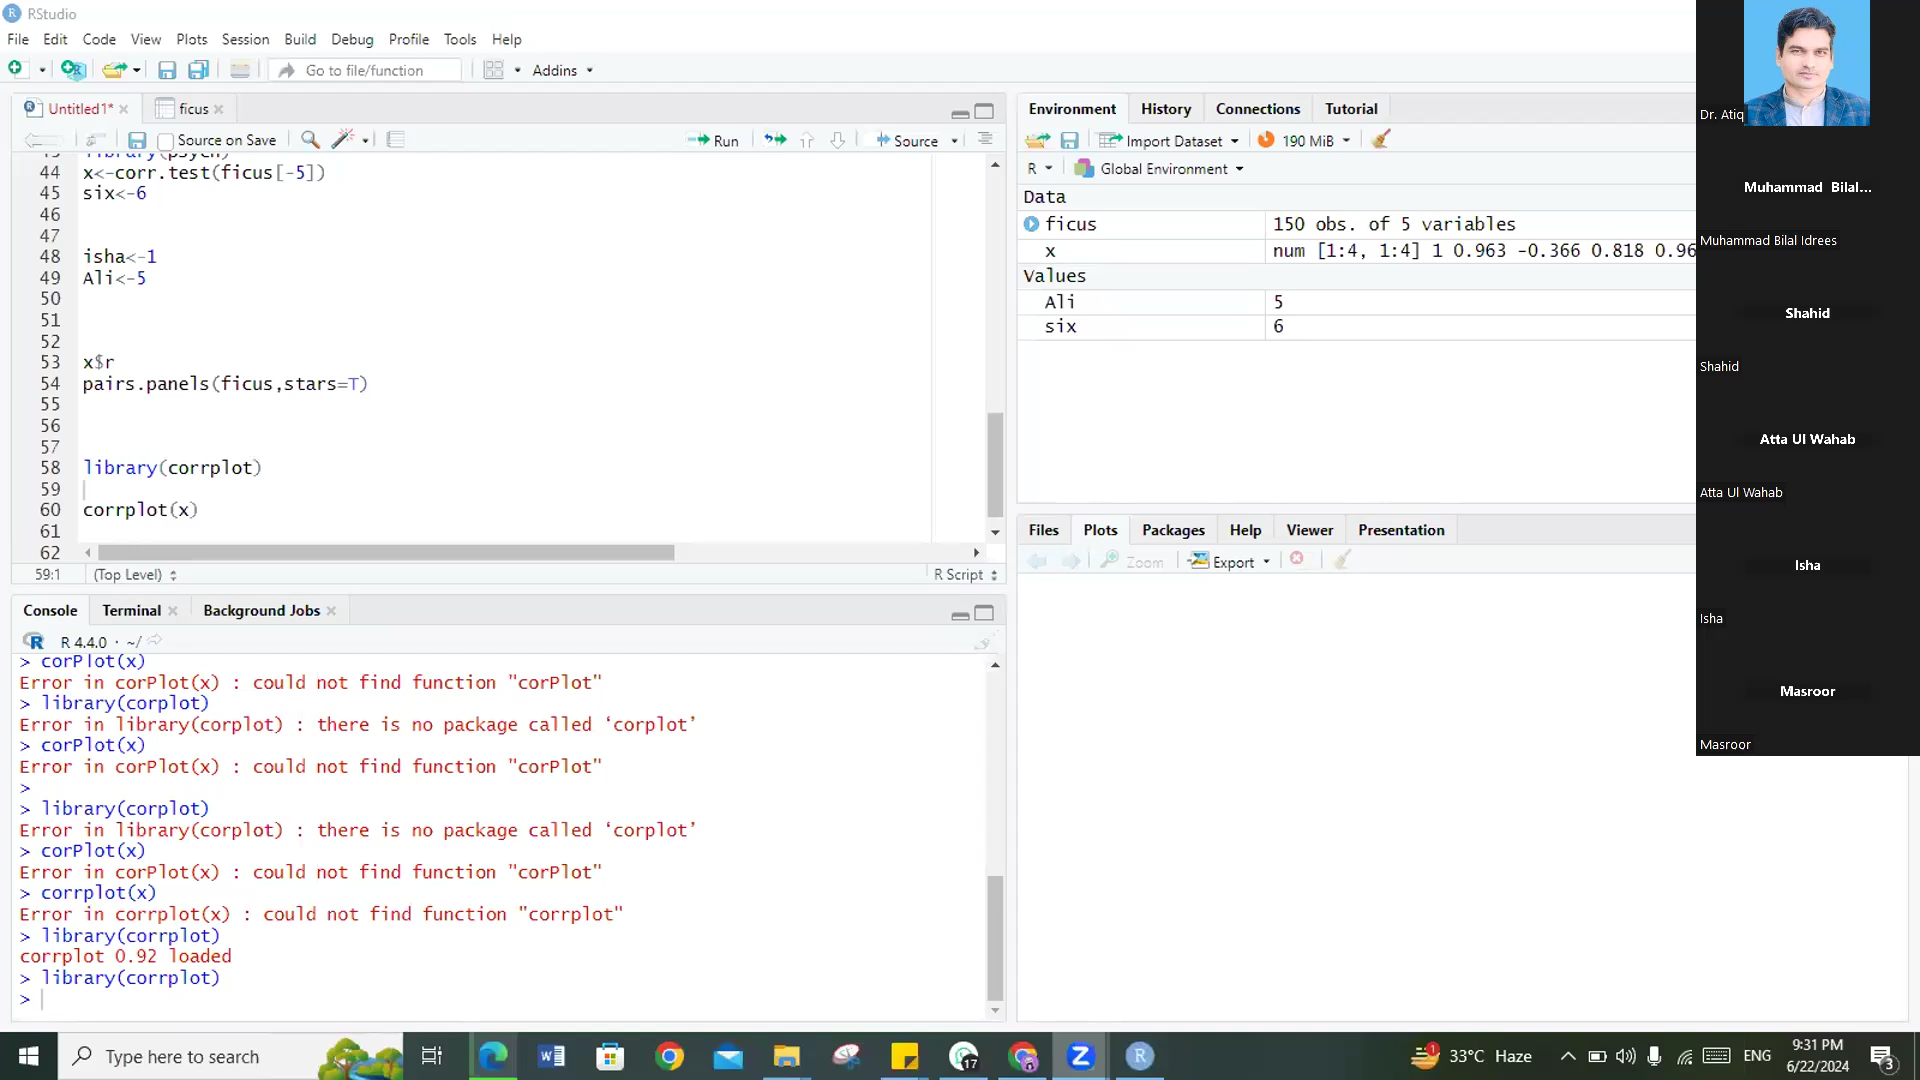 RStudio
File Edit Code View Plots Session Build Debug Profile Tools Help
Go to file/function Addins
Untitled1* ficus
Source on Save Run Source
43 library(psych)
44 x<-corr.test(ficus[-5])
45 six<-6
46
47
48 isha<-1
49 Ali<-5
50
51
52
53 x$r
54 pairs.panels(ficus,stars=T)
55
56
57
58 library(corrplot)
59
60 corrplot(x)
61
62
59:1 (Top Level) R Script
Console Terminal Background Jobs
R 4.4.0 · ~/
> corPlot(x)
Error in corPlot(x) : could not find function "corPlot"
> library(corplot)
Error in library(corplot) : there is no package called ‘corplot’
> corPlot(x)
Error in corPlot(x) : could not find function "corPlot"
>
> library(corplot)
Error in library(corplot) : there is no package called ‘corplot’
> corPlot(x)
Error in corPlot(x) : could not find function "corPlot"
> corrplot(x)
Error in corrplot(x) : could not find function "corrplot"
> library(corrplot)
corrplot 0.92 loaded
> library(corrplot)
>
Environment History Connections Tutorial
Import Dataset 190 MiB
R Global Environment
Data
ficus 150 obs. of 5 variables
x num [1:4, 1:4] 1 0.963 -0.366 0.818 0.96
Values
Ali 5
six 6
Files Plots Packages Help Viewer Presentation
Zoom Export
Dr. Atiq
Muhammad Bilal...
Muhammad Bilal Idrees
Shahid
Shahid
Atta Ul Wahab
Atta Ul Wahab
Isha
Isha
Masroor
Masroor
Type here to search
17
1
33°C Haze
ENG
9:31 PM
6/22/2024
3